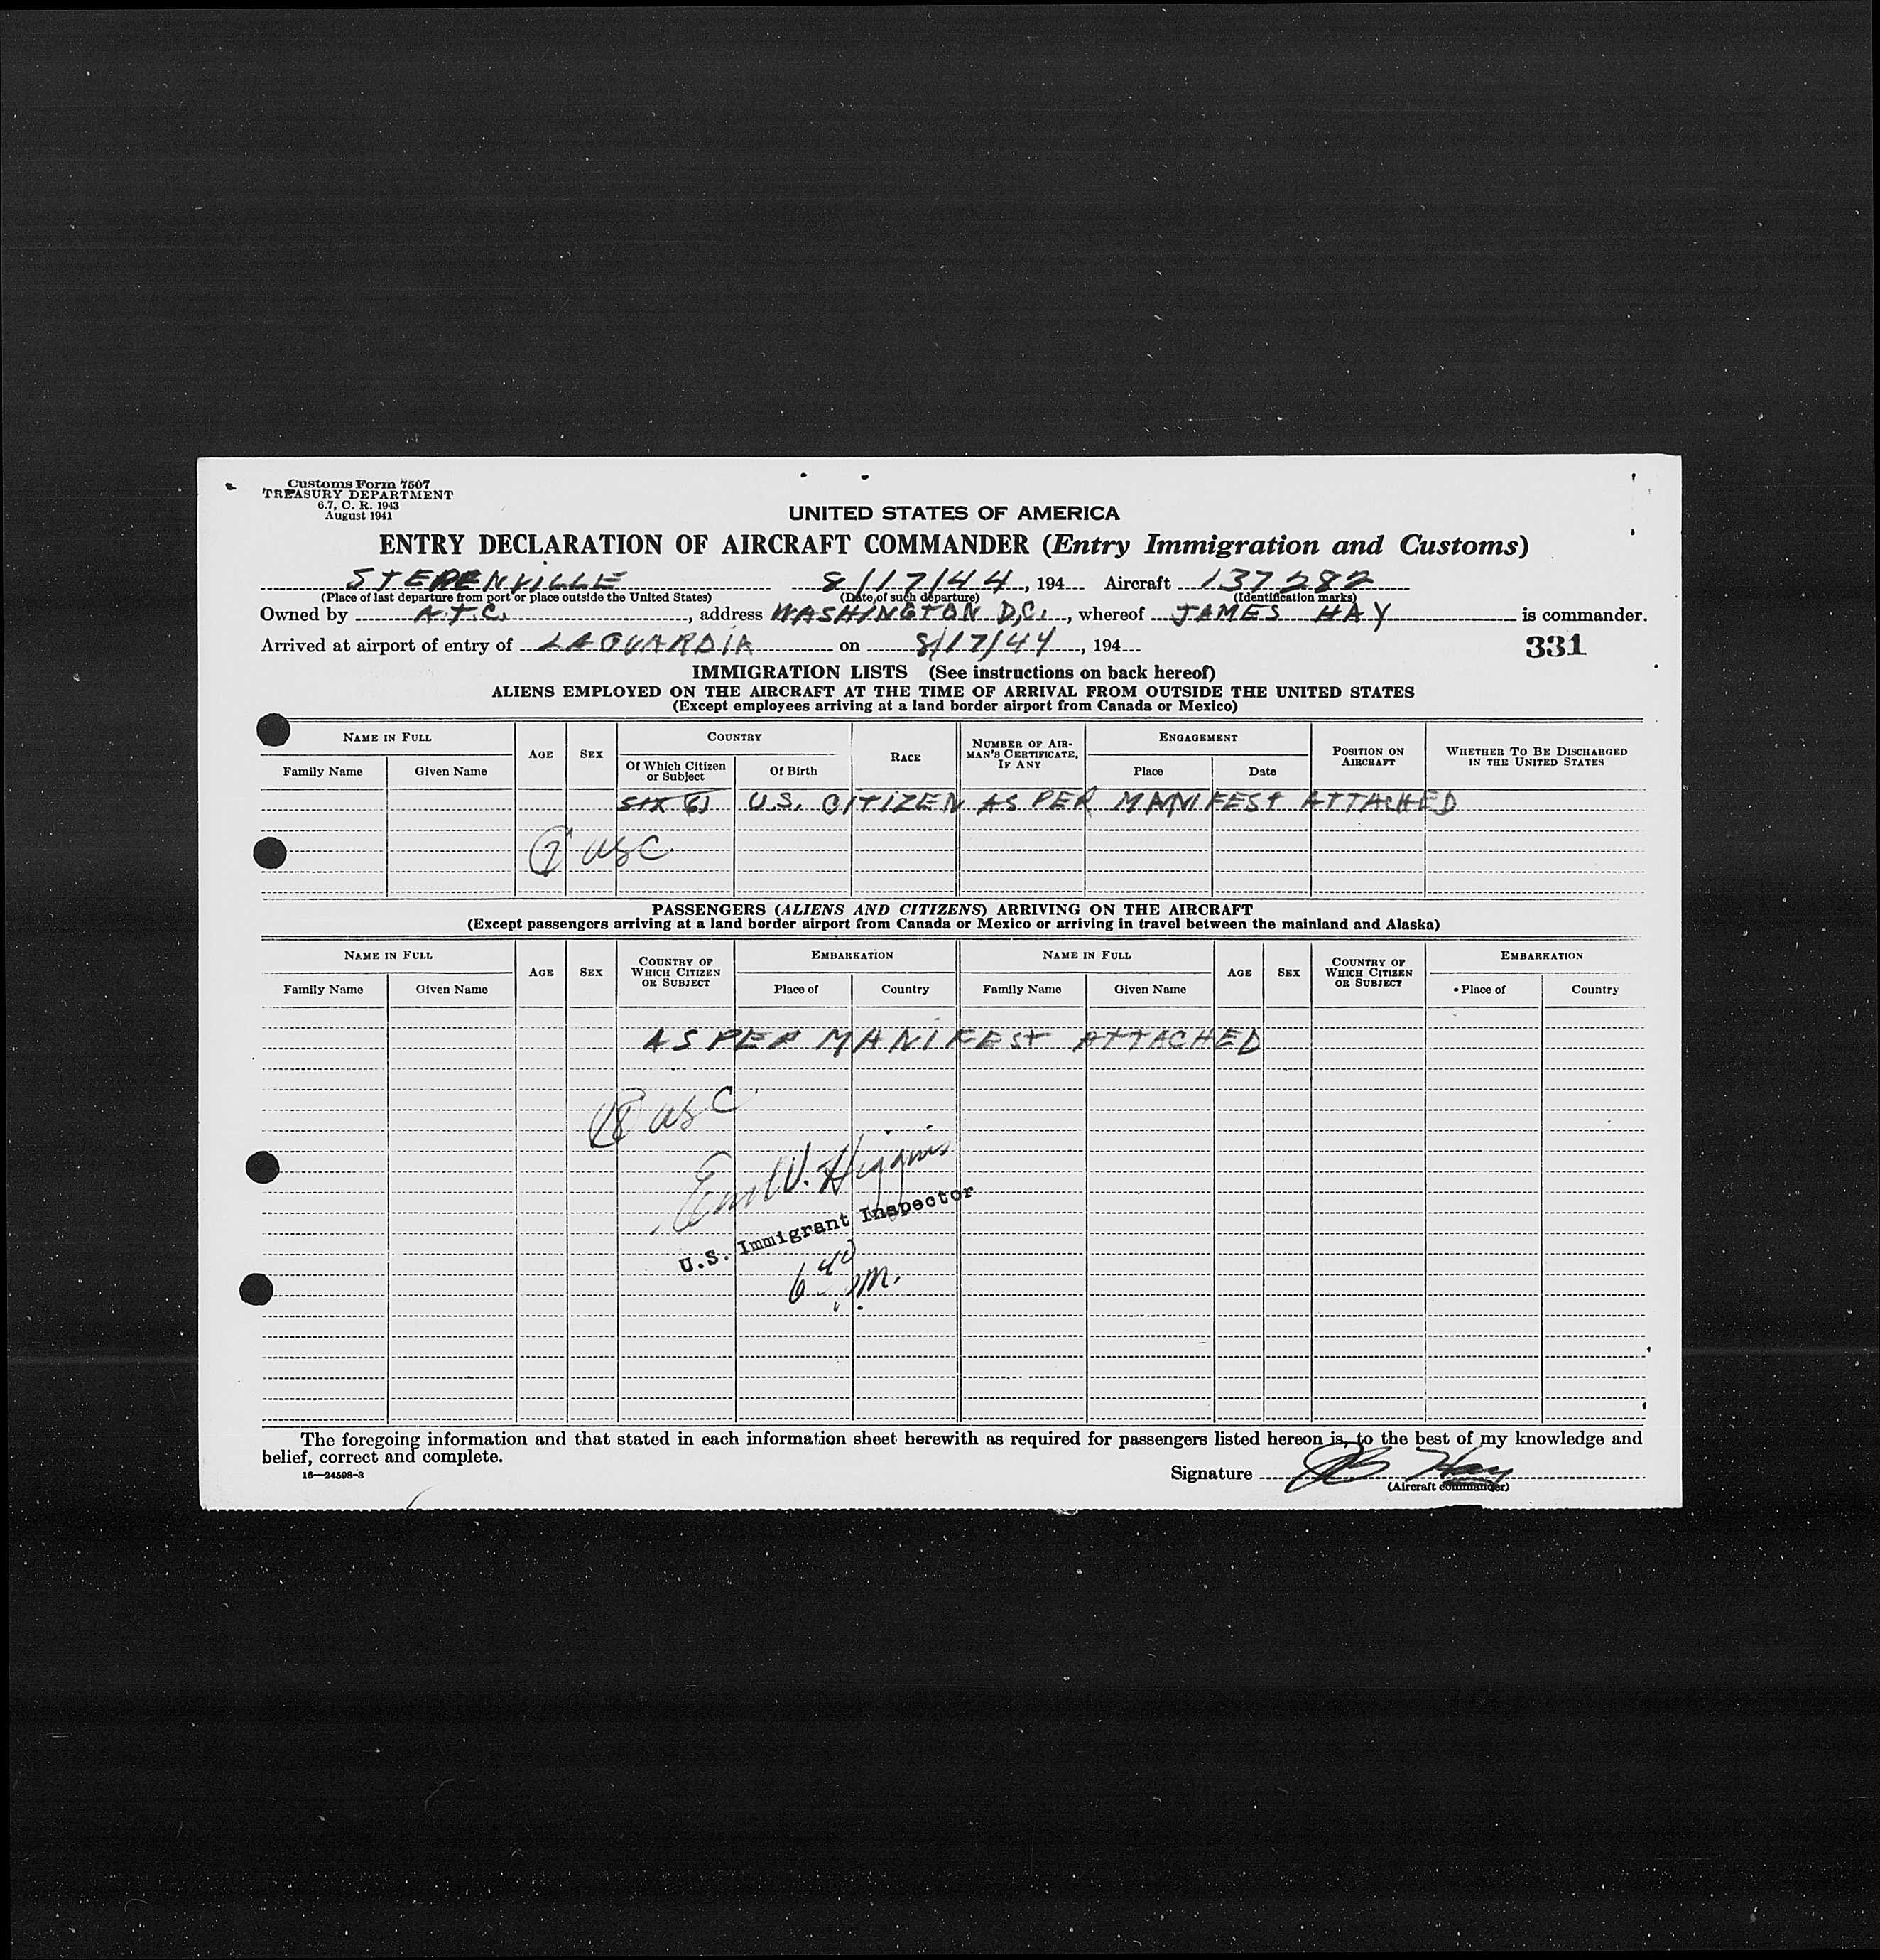 Customs Form 7507
TREASURY DEPARTMENT
6.7, C. R. 1943
August 1941
UNITED STATES OF AMERICA
ENTRY DECLARATION OF AIRCRAFT COMMANDER (Entry Immigration and Customs)
STEPENVILLE 8/17/44, 194 Aircraft 137282
(Place of last departure from port or place outside the United States) (Date of such departure) (Identification marks)
Owned by A.T.C., address WASHINGTON D.C., whereof JAMES HAY is commander.
Arrived at airport of entry of LAGUARDIA on 8/17/44, 194
331
IMMIGRATION LISTS (See instructions on back hereof)
ALIENS EMPLOYED ON THE AIRCRAFT AT THE TIME OF ARRIVAL FROM OUTSIDE THE UNITED STATES
(Except employees arriving at a land border airport from Canada or Mexico)
NAME IN FULL AGE SEX COUNTRY RACE NUMBER OF AIRMAN'S CERTIFICATE, IF ANY ENGAGEMENT POSITION ON AIRCRAFT WHETHER TO BE DISCHARGED IN THE UNITED STATES
Family Name Given Name Of Which Citizen or Subject Of Birth Place Date
SIX (6) U.S. CITIZEN AS PER MANIFEST ATTACHED
(7) USC
PASSENGERS (ALIENS AND CITIZENS) ARRIVING ON THE AIRCRAFT
(Except passengers arriving at a land border airport from Canada or Mexico or arriving in travel between the mainland and Alaska)
NAME IN FULL AGE SEX COUNTRY OF WHICH CITIZEN OR SUBJECT EMBARKATION NAME IN FULL AGE SEX COUNTRY OF WHICH CITIZEN OR SUBJECT EMBARKATION
Family Name Given Name Place of Country Family Name Given Name Place of Country
AS PER MANIFEST ATTACHED
(18) USC
W. Higgins
U.S. Immigrant Inspector
6 40 PM.
The foregoing information and that stated in each information sheet herewith as required for passengers listed hereon is, to the best of my knowledge and
belief, correct and complete.
16—24598-3
Signature JB Hay
(Aircraft commander)